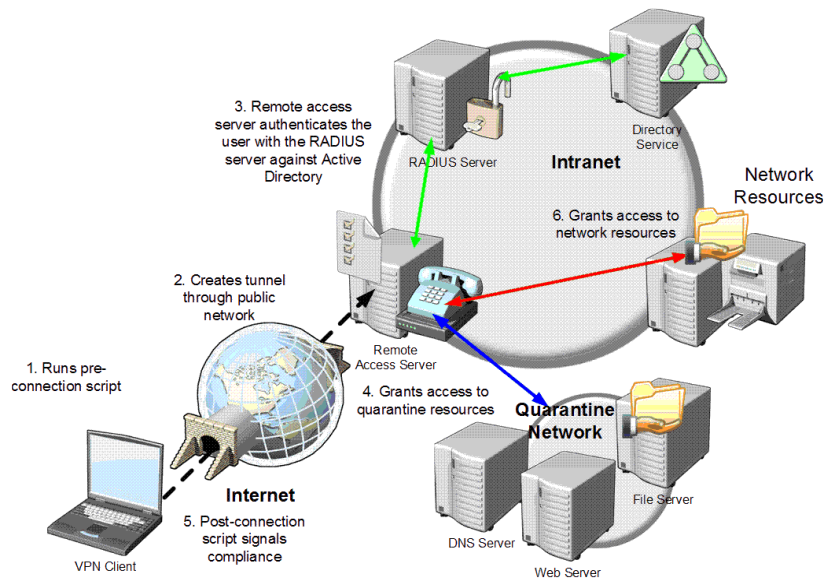 3. Remote access
server authenticates the
user with the RADIUS
server against Active
Directory
RADIUS Server
Directory
Service
Intranet
Network
Resources
6. Grants access to
network resources
2. Creates tunnel
through public
network
Remote
Access Server
1. Runs pre-
connection script
4. Grants access to
quarantine resources
Quarantine
Network
Internet
5. Post-connection
script signals
compliance
VPN Client
DNS Server
File Server
Web Server